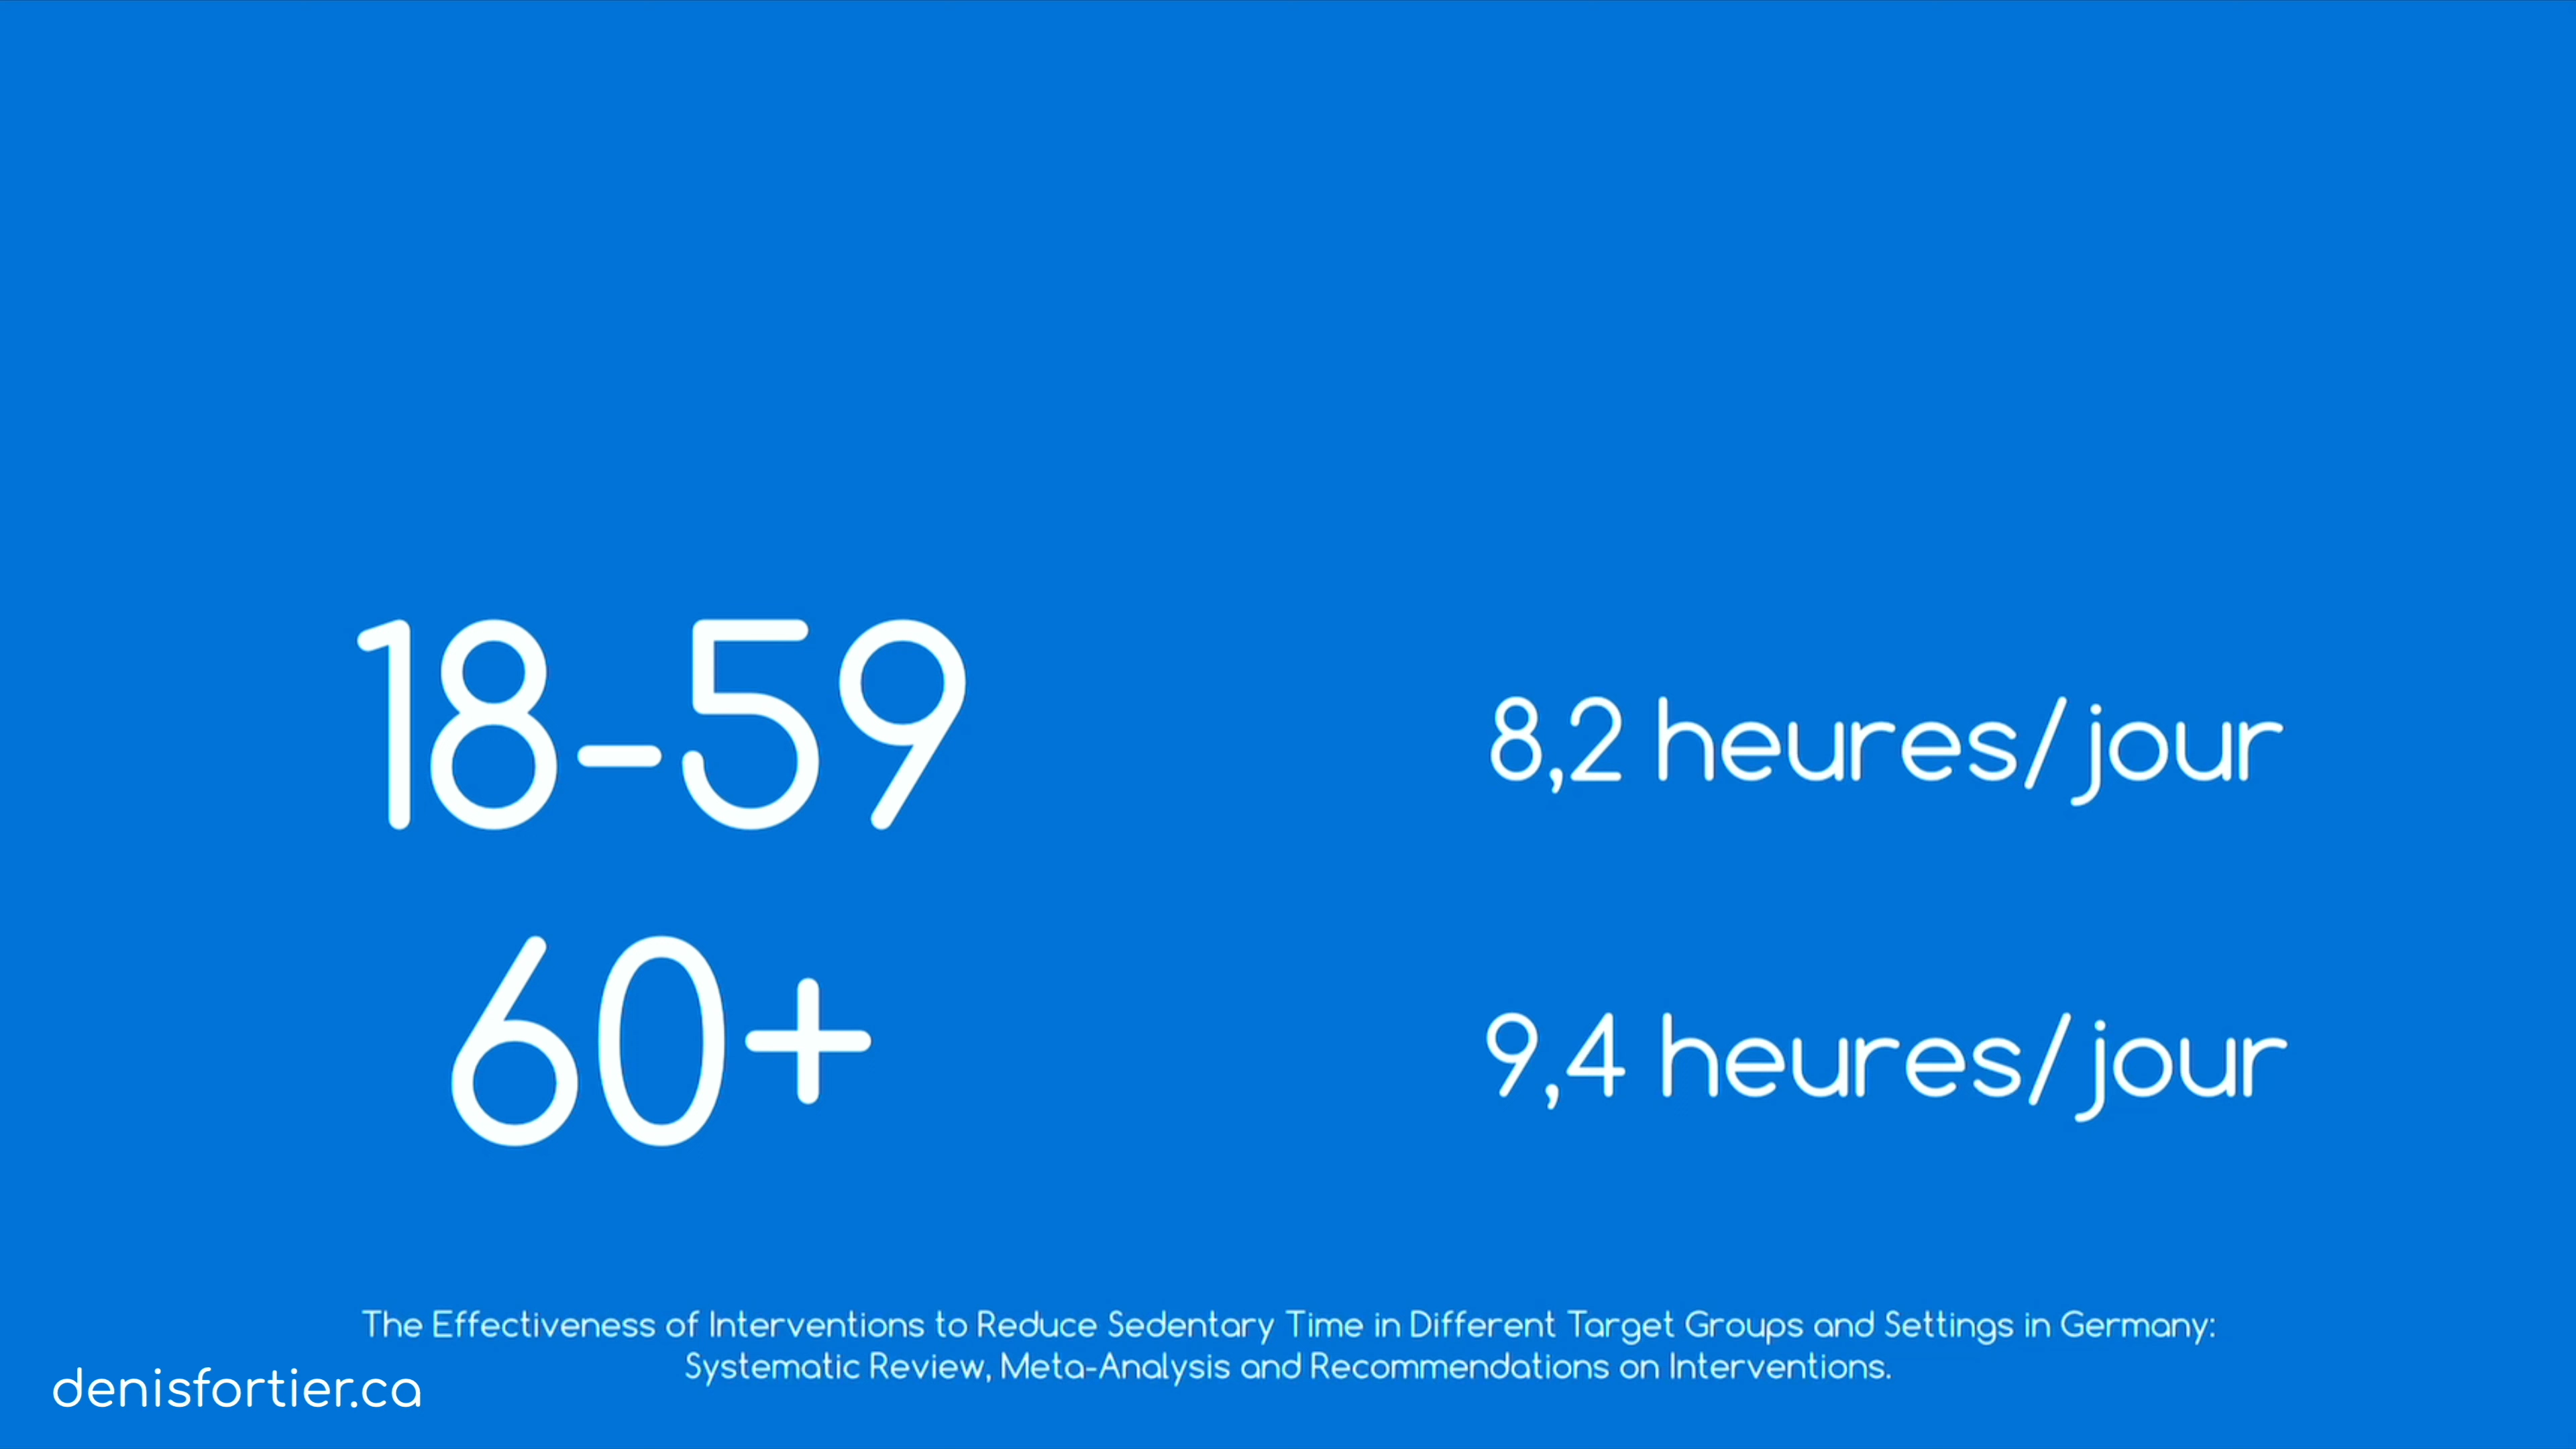 18-59
8,2 heures/jour
60+
9,4 heures/jour
The Effectiveness of Interventions to Reduce Sedentary Time in Different Target Groups and Settings in Germany:
Systematic Review, Meta-Analysis and Recommendations on Interventions.
denisfortier.ca